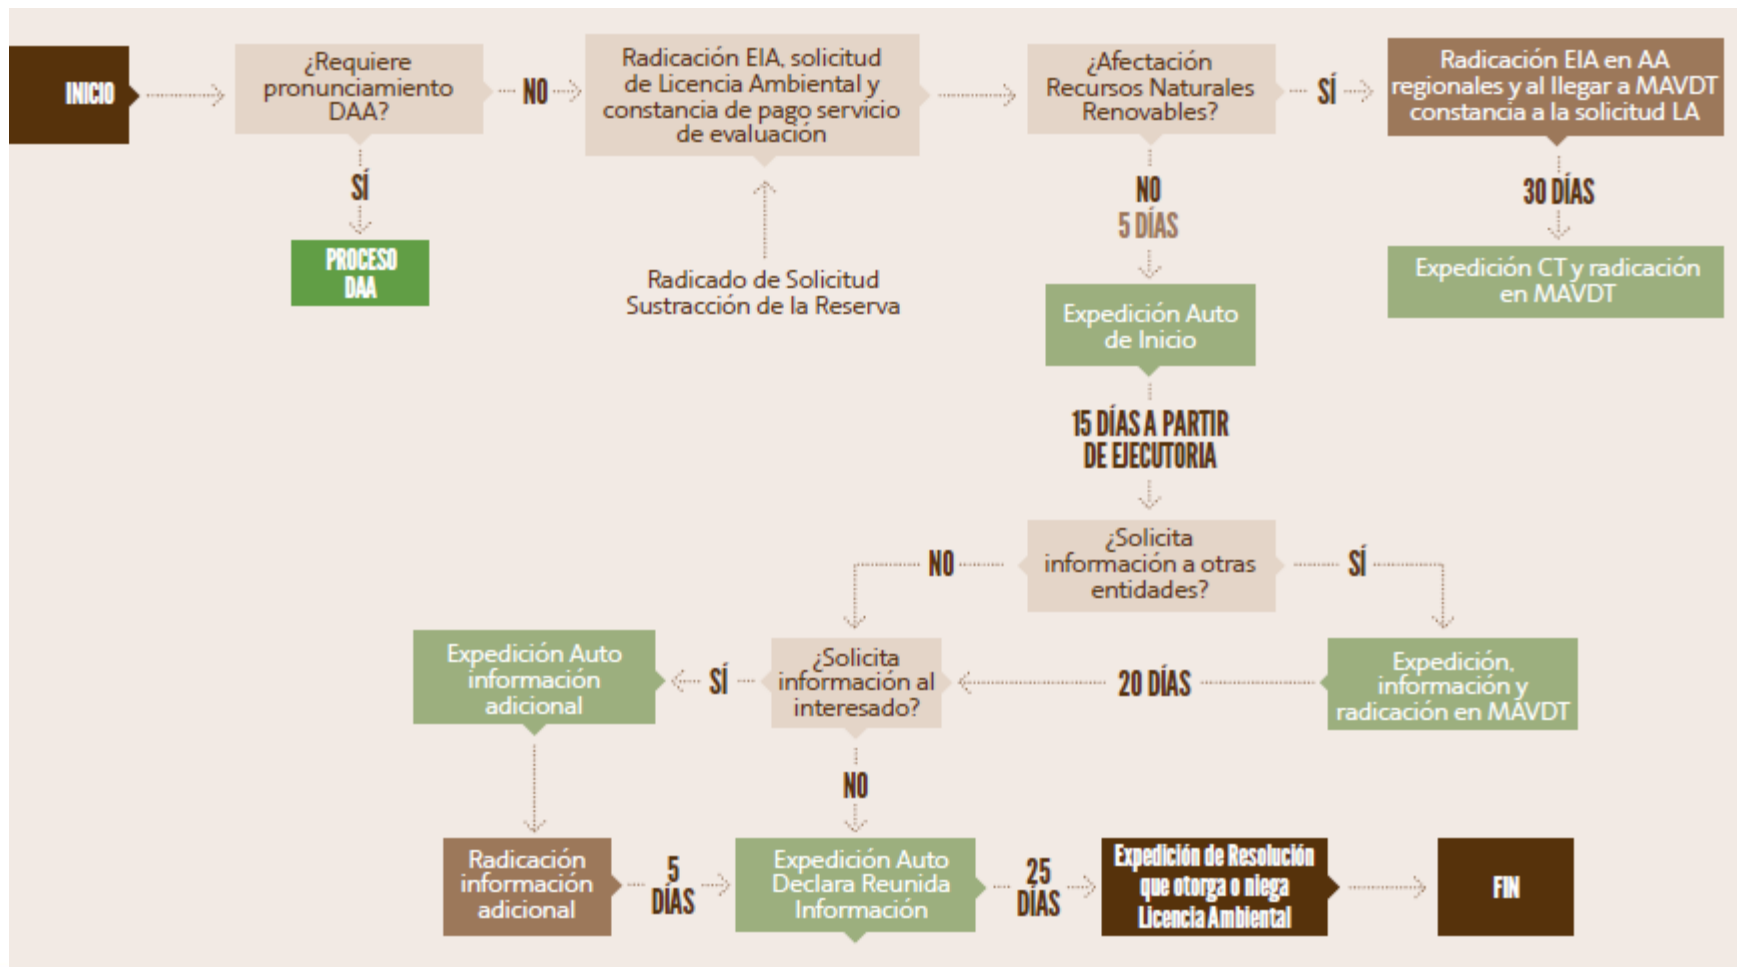 INICIO
¿Requiere
pronunciamiento
DAA?
NO
Radicación EIA, solicitud
de Licencia Ambiental y
constancia de pago servicio
de evaluación
¿Afectación
Recursos Naturales
Renovables?
SÍ
Radicación EIA en AA
regionales y al llegar a MAVDT
constancia a la solicitud LA
SÍ
PROCESO
DAA
Radicado de Solicitud
Sustracción de la Reserva
NO
5 DÍAS
30 DÍAS
Expedición CT y radicación
en MAVDT
Expedición Auto
de Inicio
15 DÍAS A PARTIR
DE EJECUTORIA
¿Solicita
información a otras
entidades?
NO
SÍ
Expedición Auto
información
adicional
SÍ
¿Solicita
información al
interesado?
20 DÍAS
Expedición,
información y
radicación en MAVDT
NO
Radicación
información
adicional
5
DÍAS
Expedición Auto
Declara Reunida
Información
25
DÍAS
Expedición de Resolución
que otorga o niega
Licencia Ambiental
FIN